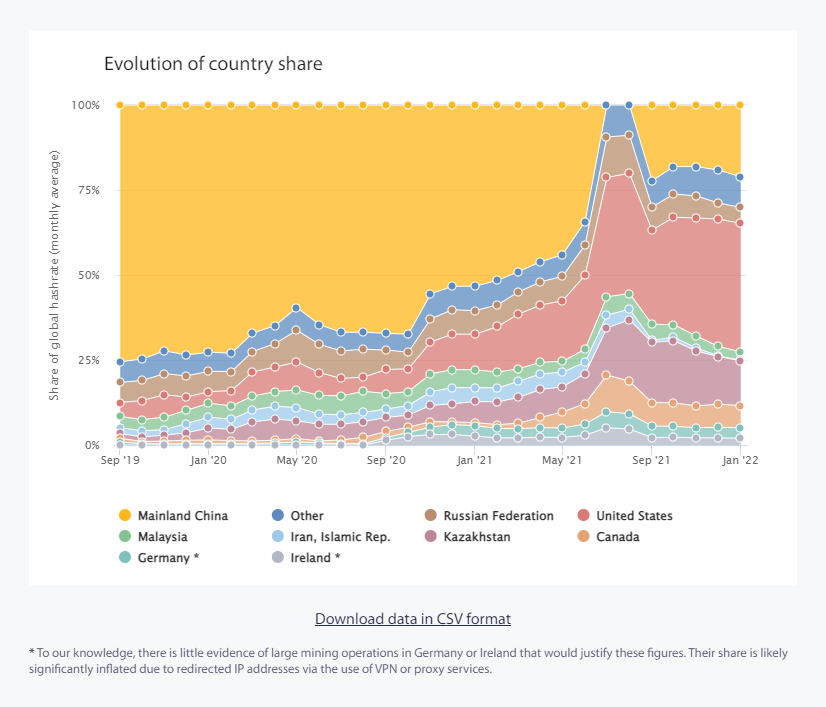 Evolution of country share
Share of global hashrate (monthly average)
100%
75%
50%
25%
0%
Sep '19 Jan '20 May '20 Sep '20 Jan '21 May '21 Sep '21 Jan '22
Mainland China Other Russian Federation United States
Malaysia Iran, Islamic Rep. Kazakhstan Canada
Germany * Ireland *
Download data in CSV format
* To our knowledge, there is little evidence of large mining operations in Germany or Ireland that would justify these figures. Their share is likely
significantly inflated due to redirected IP addresses via the use of VPN or proxy services.